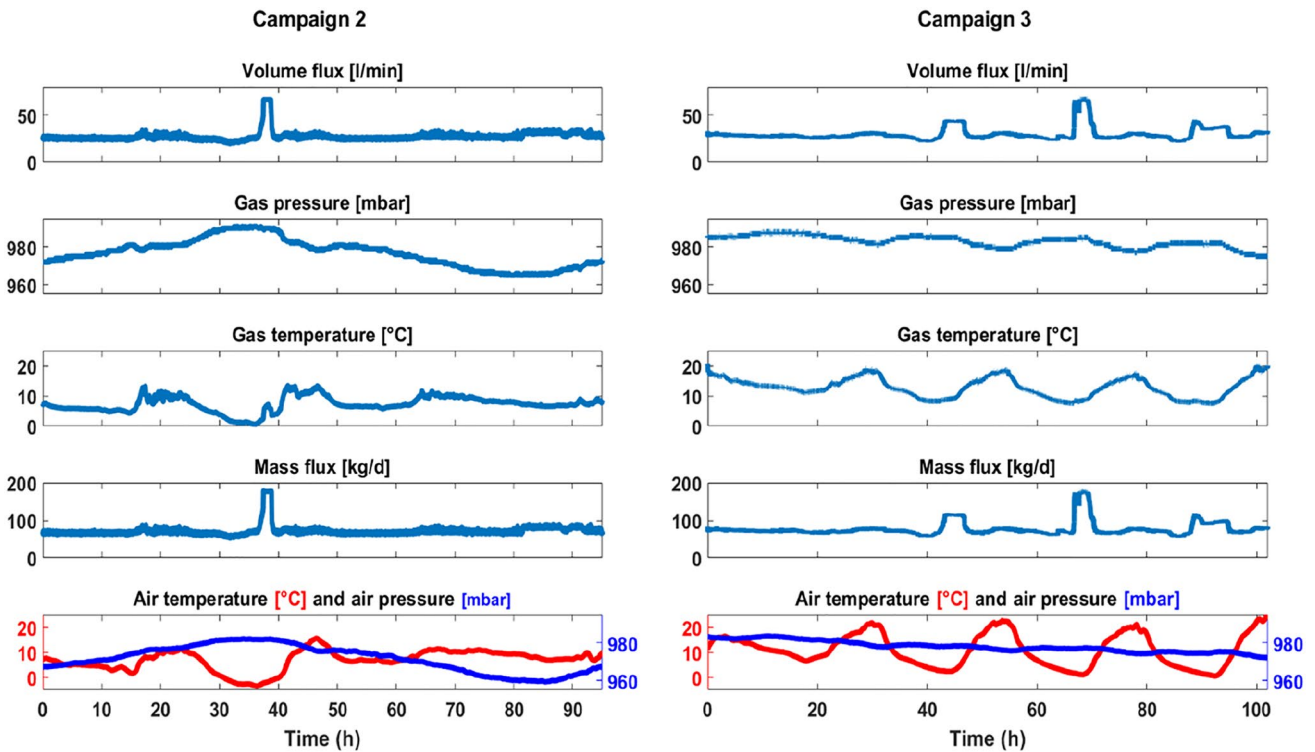 Campaign 2
Volume flux [l/min]
50
0
Gas pressure [mbar]
980
960
Gas temperature [°C]
20
10
0
Mass flux [kg/d]
200
100
0
Air temperature [°C] and air pressure [mbar]
20
10
0
980
960
0 10 20 30 40 50 60 70 80 90
Time (h)
Campaign 3
Volume flux [l/min]
50
0
Gas pressure [mbar]
980
960
Gas temperature [°C]
20
10
0
Mass flux [kg/d]
200
100
0
Air temperature [°C] and air pressure [mbar]
20
10
0
980
960
0 20 40 60 80 100
Time (h)